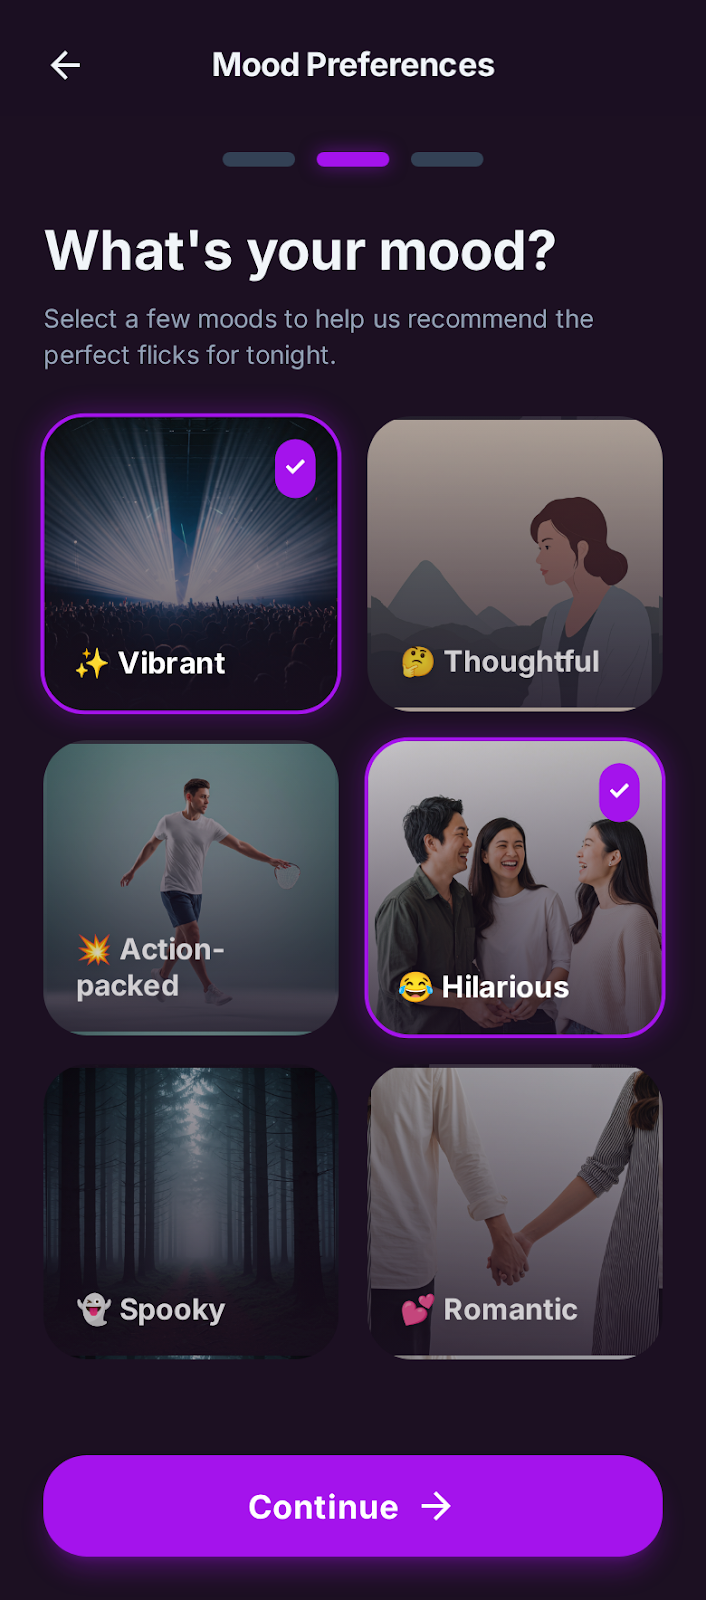 Mood Preferences
What's your mood?
Select a few moods to help us recommend the
perfect flicks for tonight.
✨ Vibrant
🤔 Thoughtful
💥 Action-
packed
😂 Hilarious
👻 Spooky
💕 Romantic
Continue →